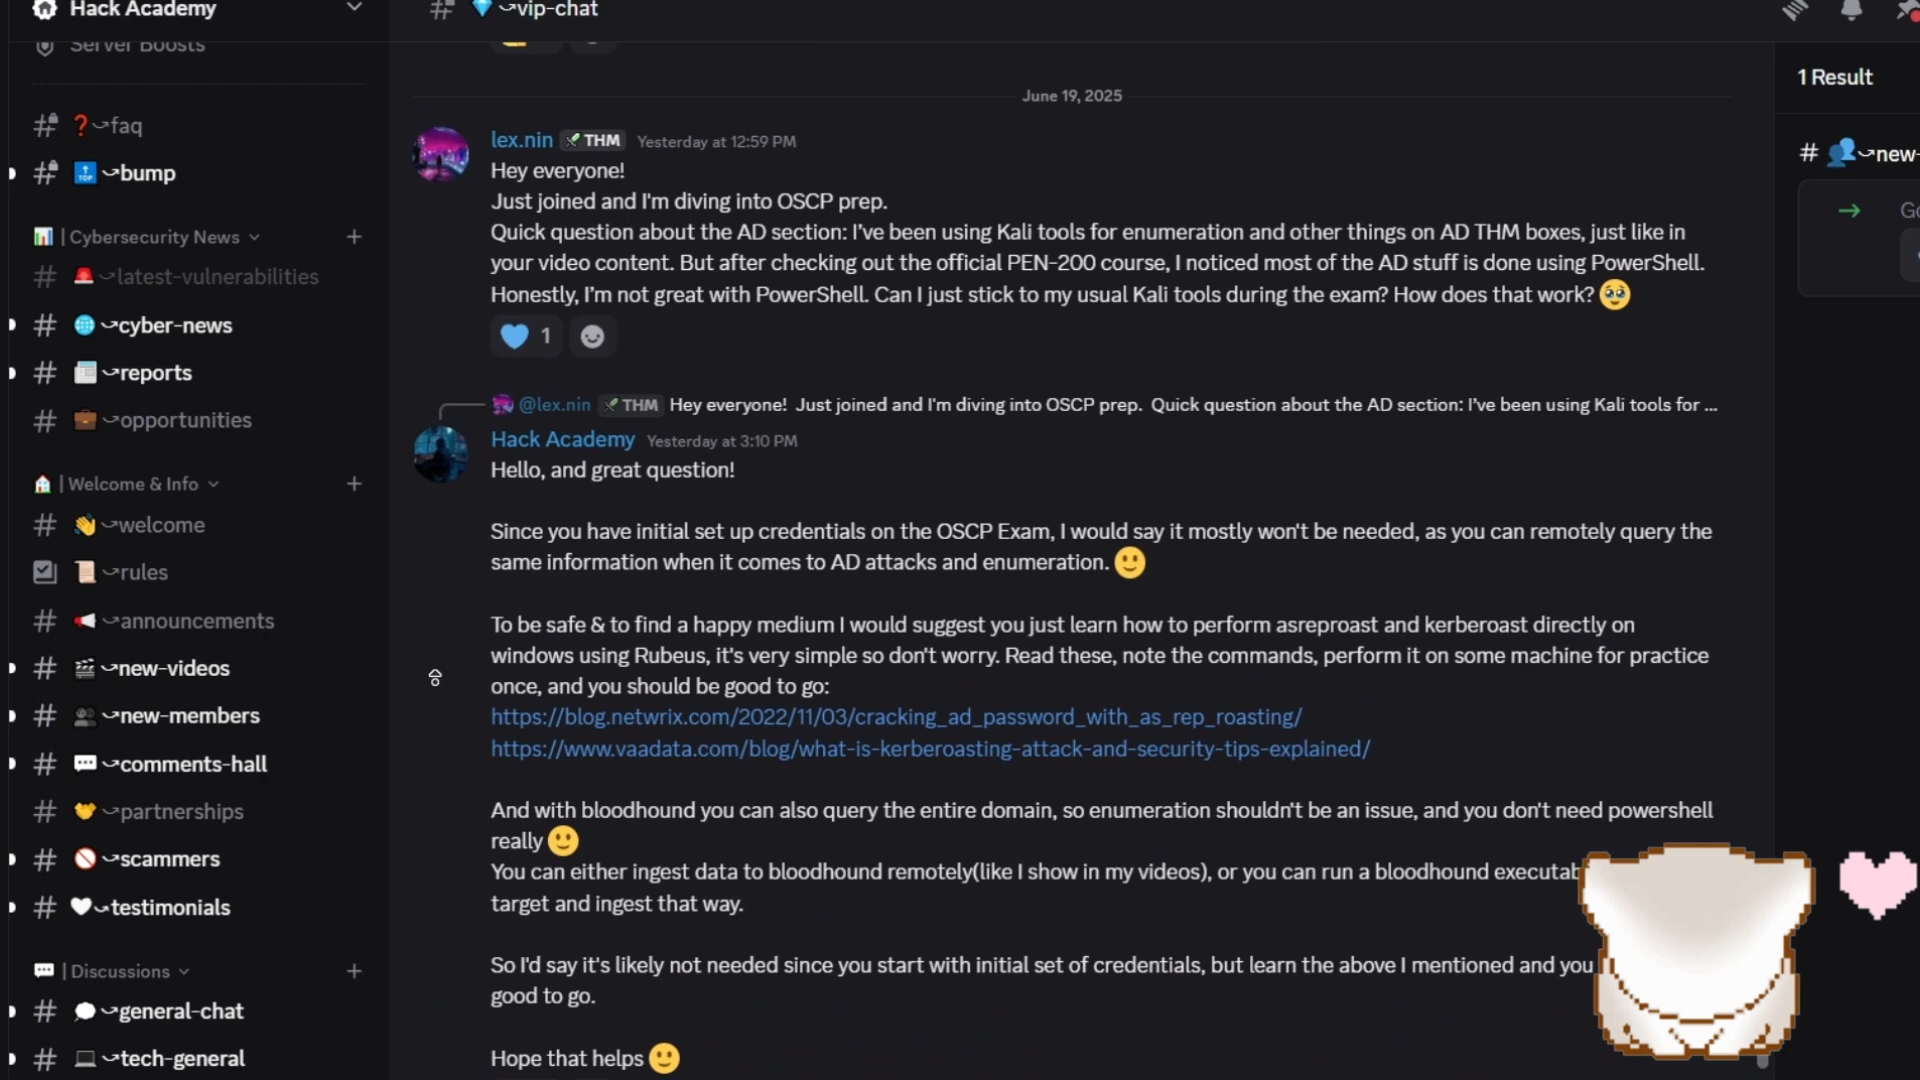 Hack Academy
Server Boosts
faq
bump
Cybersecurity News
latest-vulnerabilities
cyber-news
reports
opportunities
Welcome & Info
welcome
rules
announcements
new-videos
new-members
comments-hall
partnerships
scammers
testimonials
Discussions
general-chat
tech-general
vip-chat
June 19, 2025
lex.nin THM Yesterday at 12:59 PM
Hey everyone!
Just joined and I'm diving into OSCP prep.
Quick question about the AD section: I've been using Kali tools for enumeration and other things on AD THM boxes, just like in
your video content. But after checking out the official PEN-200 course, I noticed most of the AD stuff is done using PowerShell.
Honestly, I'm not great with PowerShell. Can I just stick to my usual Kali tools during the exam? How does that work? 🥹
💙 1
@lex.nin THM Hey everyone! Just joined and I'm diving into OSCP prep. Quick question about the AD section: I've been using Kali tools for ...
Hack Academy Yesterday at 3:10 PM
Hello, and great question!
Since you have initial set up credentials on the OSCP Exam, I would say it mostly won't be needed, as you can remotely query the
same information when it comes to AD attacks and enumeration. 🙂
To be safe & to find a happy medium I would suggest you just learn how to perform asreproast and kerberoast directly on
windows using Rubeus, it's very simple so don't worry. Read these, note the commands, perform it on some machine for practice
once, and you should be good to go:
https://blog.netwrix.com/2022/11/03/cracking_ad_password_with_as_rep_roasting/
https://www.vaadata.com/blog/what-is-kerberoasting-attack-and-security-tips-explained/
And with bloodhound you can also query the entire domain, so enumeration shouldn't be an issue, and you don't need powershell
really 🙂
You can either ingest data to bloodhound remotely(like I show in my videos), or you can run a bloodhound executab
target and ingest that way.
So I'd say it's likely not needed since you start with initial set of credentials, but learn the above I mentioned and you
good to go.
Hope that helps 🙂
1 Result
new-